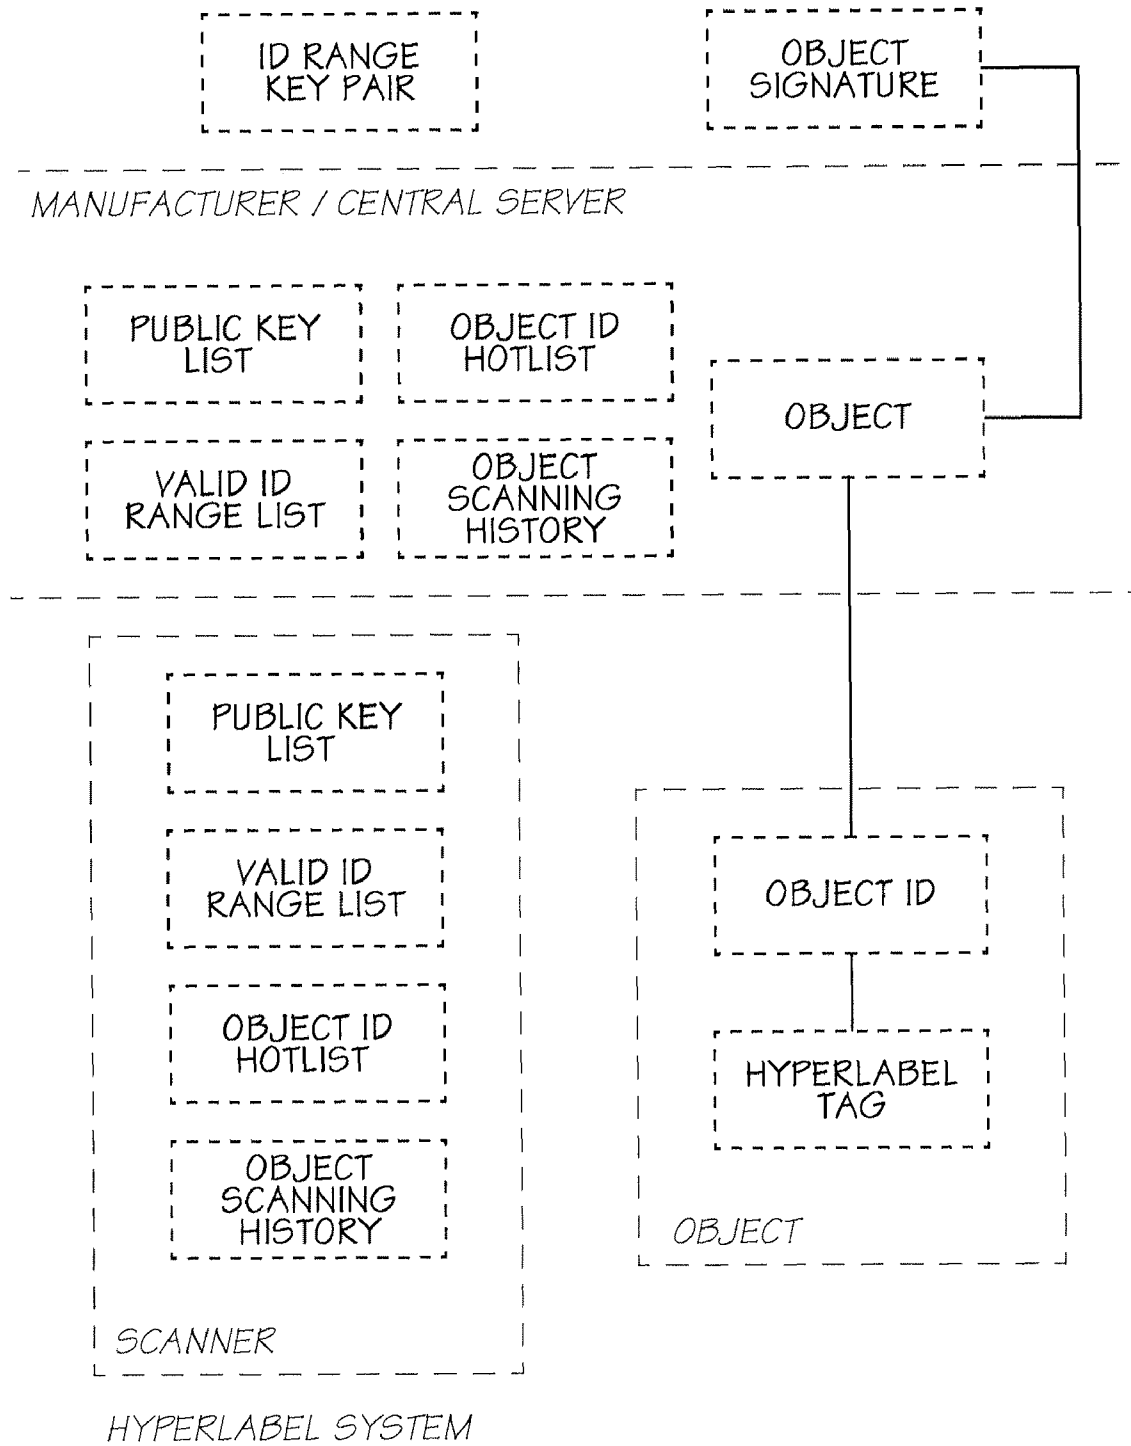 ID RANGE
KEY PAIR
OBJECT
SIGNATURE
MANUFACTURER / CENTRAL SERVER
PUBLIC KEY
LIST
OBJECT ID
HOTLIST
OBJECT
VALID ID
RANGE LIST
OBJECT
SCANNING
HISTORY
PUBLIC KEY
LIST
VALID ID
RANGE LIST
OBJECT ID
HOTLIST
OBJECT
SCANNING
HISTORY
SCANNER
OBJECT ID
HYPERLABEL
TAG
OBJECT
HYPERLABEL SYSTEM